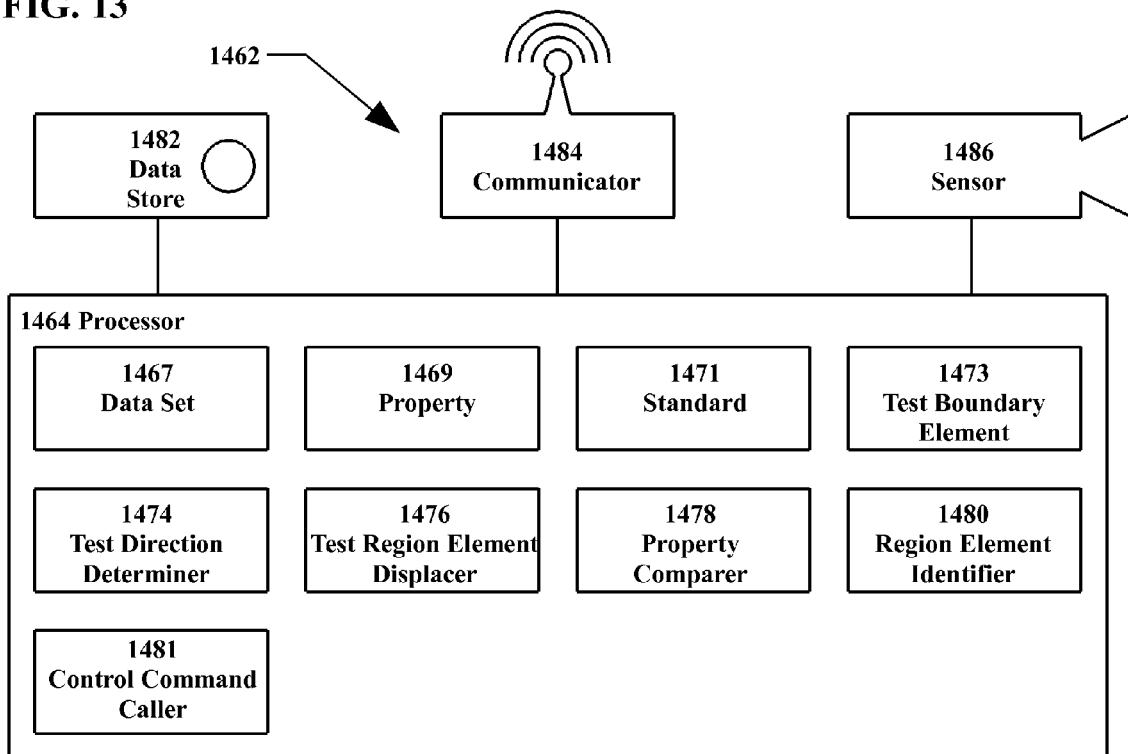 FIG. 13
1462
1482
Data
Store
1484
Communicator
1486
Sensor
1464 Processor
1467
Data Set
1469
Property
1471
Standard
1473
Test Boundary
Element
1474
Test Direction
Determiner
1476
Test Region Element
Displacer
1478
Property
Comparer
1480
Region Element
Identifier
1481
Control Command
Caller